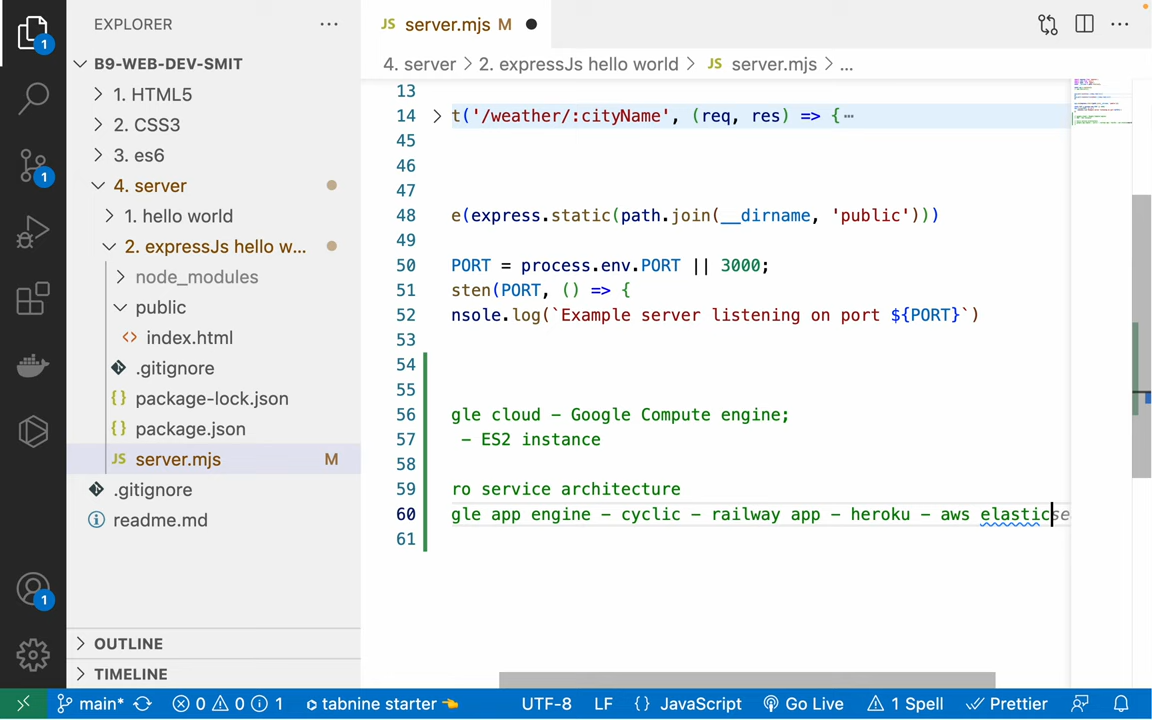 EXPLORER
B9-WEB-DEV-SMIT
1. HTML5
2. CSS3
3. es6
4. server
1. hello world
2. expressJs hello w...
node_modules
public
index.html
.gitignore
package-lock.json
package.json
server.mjs M
.gitignore
readme.md
OUTLINE
TIMELINE
1
1
1
JS server.mjs M
4. server > 2. expressJs hello world > JS server.mjs > ...
13
14 t('/weather/:cityName', (req, res) => {
45
46
47
48 e(express.static(path.join(__dirname, 'public')))
49
50 PORT = process.env.PORT || 3000;
51 sten(PORT, () => {
52 nsole.log(`Example server listening on port ${PORT}`)
53
54
55
56 gle cloud - Google Compute engine;
57 - ES2 instance
58
59 ro service architecture
60 gle app engine - cyclic - railway app - heroku - aws elasticse
61
main* 0 0 1 tabnine starter UTF-8 LF {} JavaScript Go Live 1 Spell Prettier